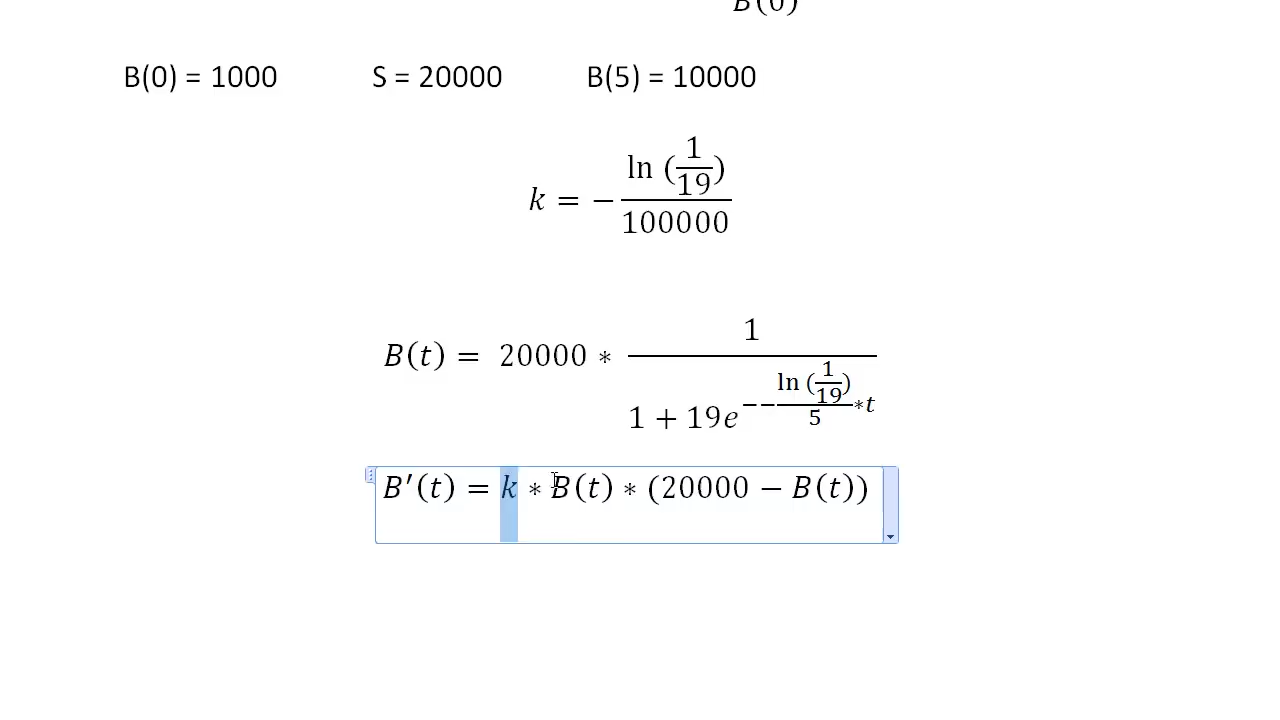 B(0)
B(0) = 1000 S = 20000 B(5) = 10000
k = − ln (1/19) / 100000
B(t) = 20000 ∗ 1 / (1 + 19e^(−−(ln (1/19) / 5)∗t))
B′(t) = k ∗ B(t) ∗ (20000 − B(t))